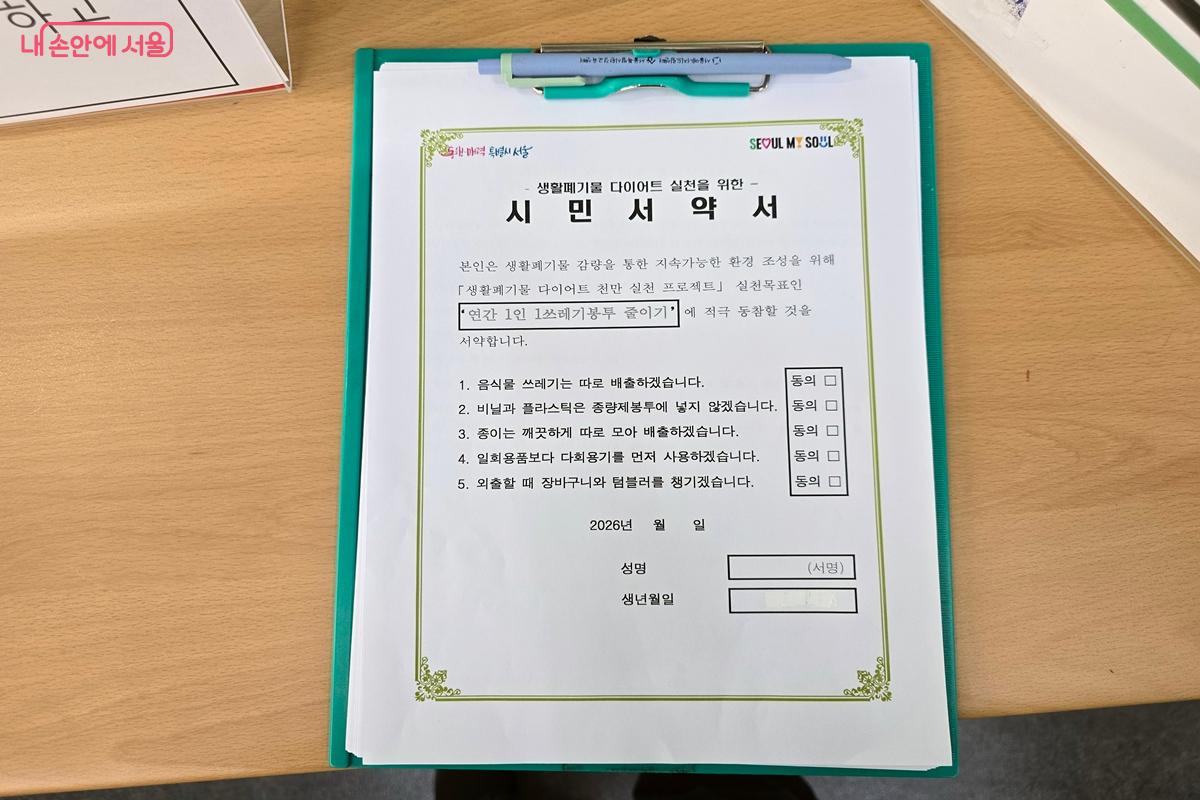 하고
내 손안에 서울
동행·매력 특별시 서울
SEOUL MY SOUL
- 생활폐기물 다이어트 실천을 위한 -
시 민 서 약 서
본인은 생활폐기물 감량을 통한 지속가능한 환경 조성을 위해
「생활폐기물 다이어트 천만 실천 프로젝트」 실천목표인
'연간 1인 1쓰레기봉투 줄이기'에 적극 동참할 것을
서약합니다.
1. 음식물 쓰레기는 따로 배출하겠습니다. 동의 □
2. 비닐과 플라스틱은 종량제봉투에 넣지 않겠습니다. 동의 □
3. 종이는 깨끗하게 따로 모아 배출하겠습니다. 동의 □
4. 일회용품보다 다회용기를 먼저 사용하겠습니다. 동의 □
5. 외출할 때 장바구니와 텀블러를 챙기겠습니다. 동의 □
2026년 월 일
성명 (서명)
생년월일